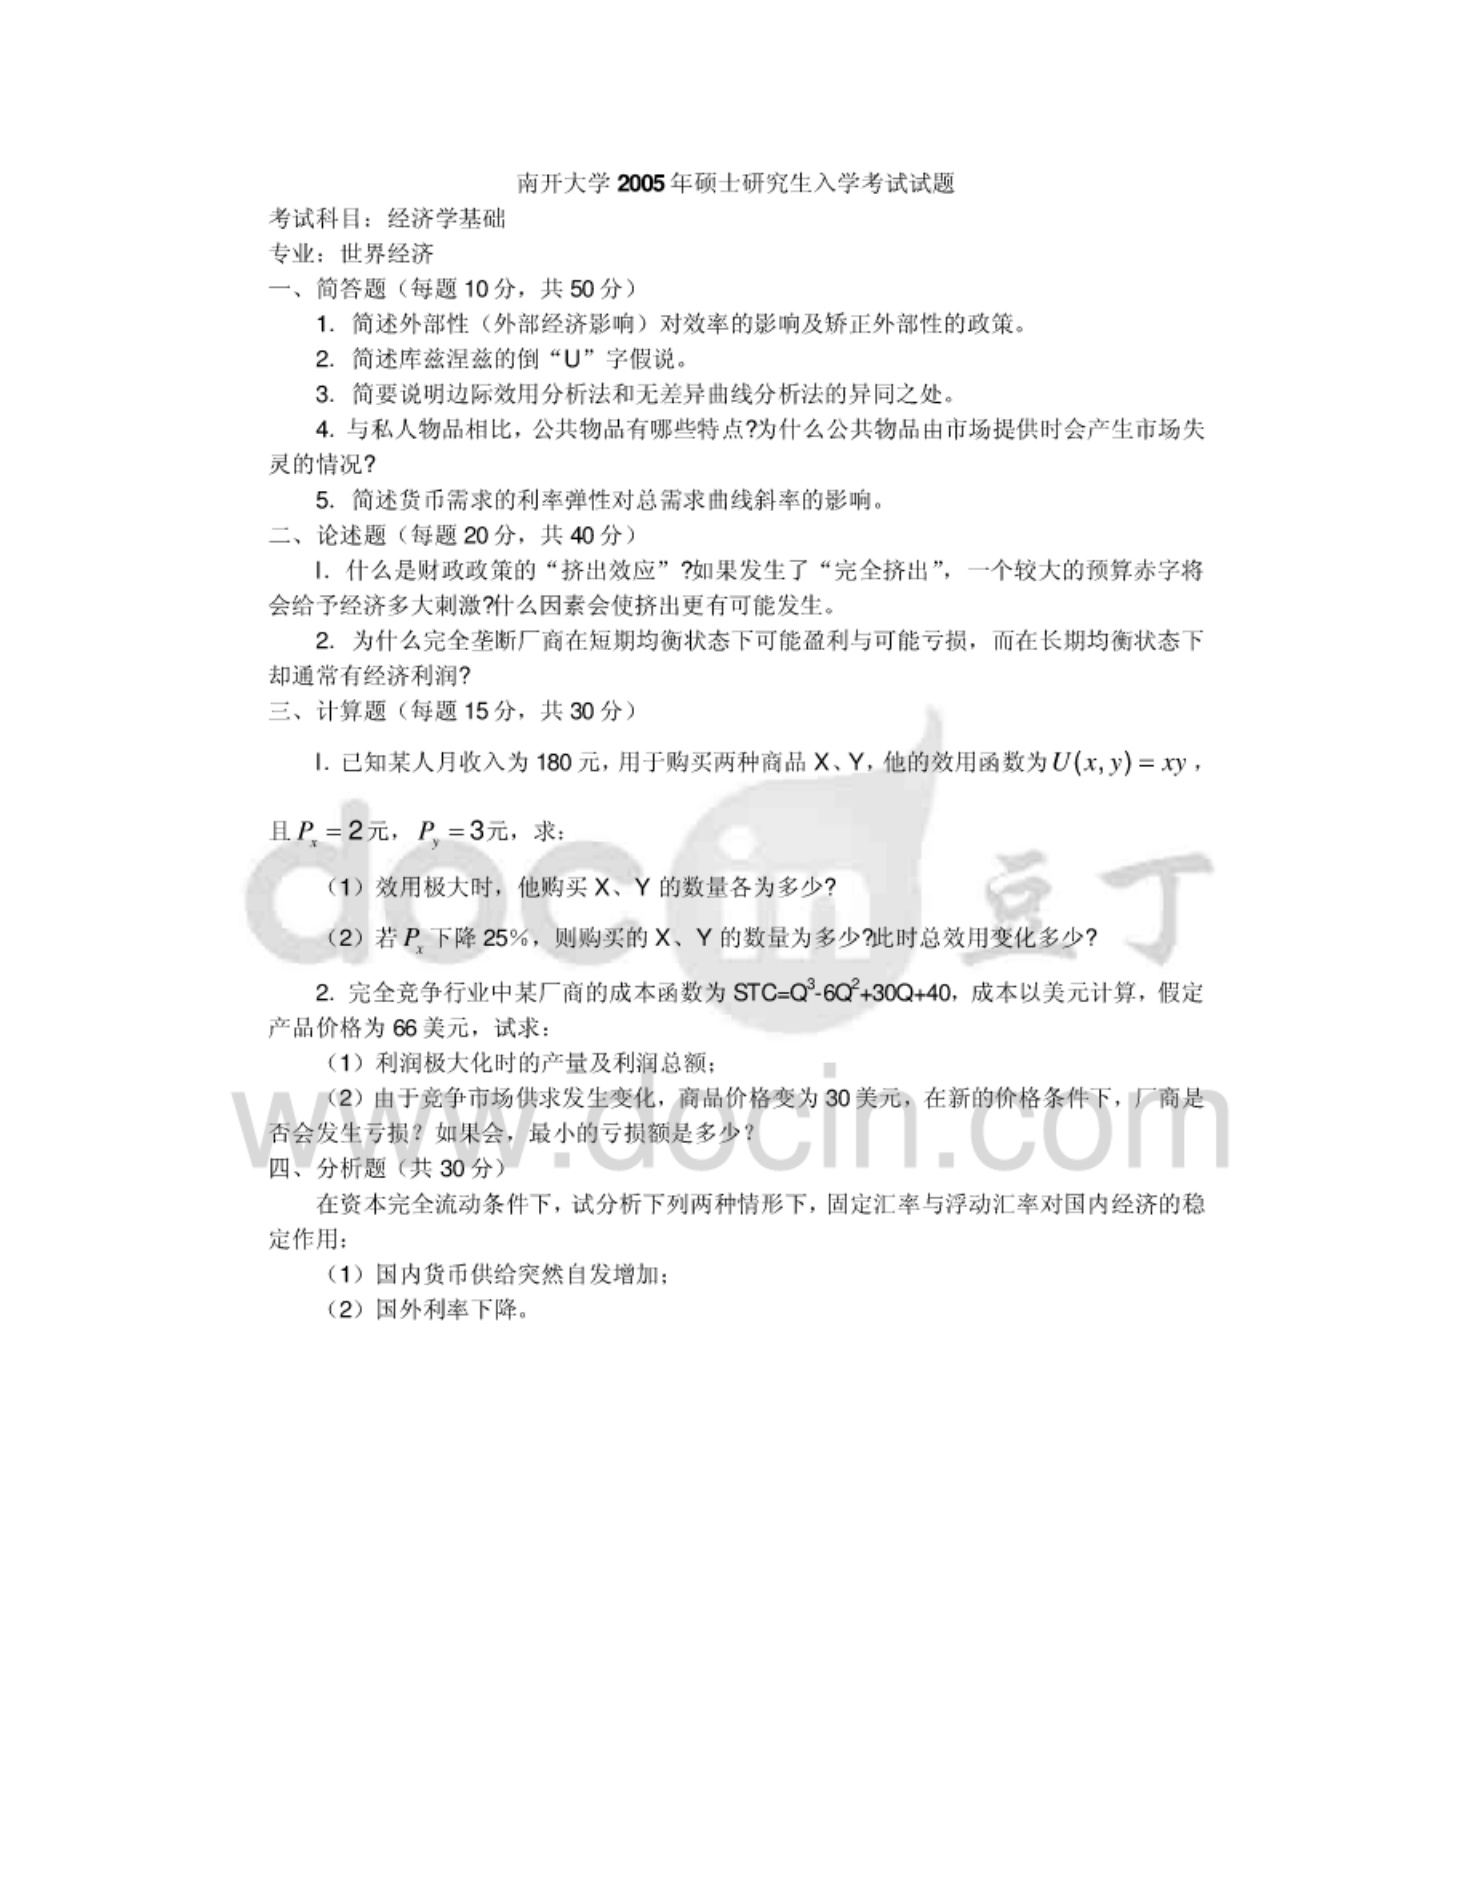 南开大学 2005 年硕士研究生入学考试试题
考试科目：经济学基础
专业：世界经济
一、简答题（每题 10 分，共 50 分）
1. 简述外部性（外部经济影响）对效率的影响及矫正外部性的政策。
2. 简述库兹涅兹的倒“U”字假说。
3. 简要说明边际效用分析法和无差异曲线分析法的异同之处。
4. 与私人物品相比，公共物品有哪些特点?为什么公共物品由市场提供时会产生市场失
灵的情况?
5. 简述货币需求的利率弹性对总需求曲线斜率的影响。
二、论述题（每题 20 分，共 40 分）
l. 什么是财政政策的“挤出效应”?如果发生了“完全挤出”，一个较大的预算赤字将
会给予经济多大刺激?什么因素会使挤出更有可能发生。
2. 为什么完全垄断厂商在短期均衡状态下可能盈利与可能亏损，而在长期均衡状态下
却通常有经济利润?
三、计算题（每题 15 分，共 30 分）
l. 已知某人月收入为 180 元，用于购买两种商品 X、Y，他的效用函数为 U(x, y) = xy ，
且 Pₓ = 2 元， P_y = 3 元，求：
（1）效用极大时，他购买 X、Y 的数量各为多少?
（2）若 Pₓ 下降 25%，则购买的 X、Y 的数量为多少?此时总效用变化多少?
2. 完全竞争行业中某厂商的成本函数为 STC=Q³-6Q²+30Q+40，成本以美元计算，假定
产品价格为 66 美元，试求：
（1）利润极大化时的产量及利润总额；
（2）由于竞争市场供求发生变化，商品价格变为 30 美元，在新的价格条件下，厂商是
否会发生亏损？如果会，最小的亏损额是多少？
四、分析题（共 30 分）
在资本完全流动条件下，试分析下列两种情形下，固定汇率与浮动汇率对国内经济的稳
定作用：
（1）国内货币供给突然自发增加；
（2）国外利率下降。
docin 豆丁
www.docin.com